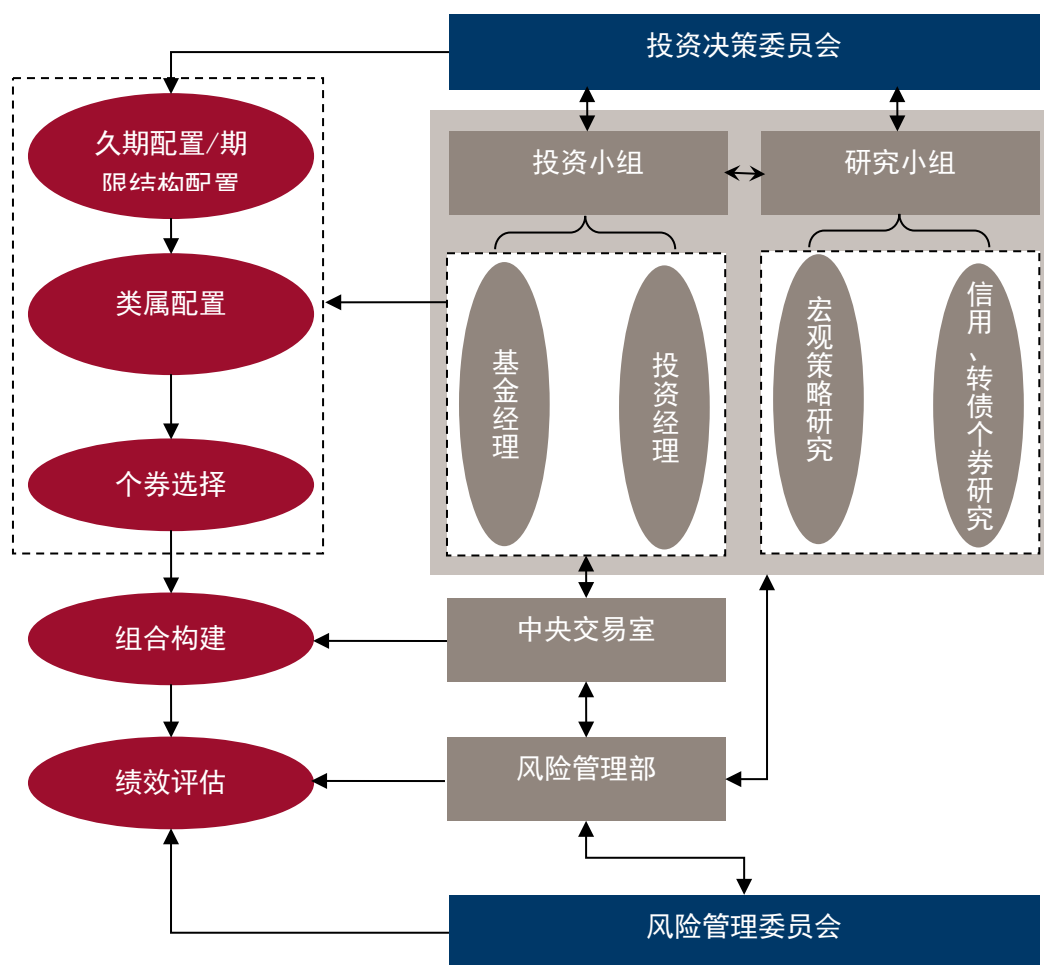 投资决策委员会
久期配置/期
限结构配置
投资小组
研究小组
类属配置
基金经理
投资经理
宏观策略研究
信用、转债个券研究
个券选择
组合构建
中央交易室
绩效评估
风险管理部
风险管理委员会